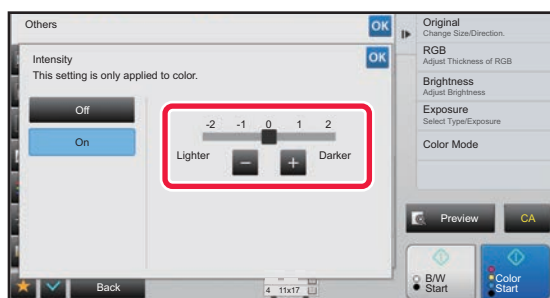 Others
OK
Intensity
OK
This setting is only applied to color.
Off
On
-2 -1 0 1 2
Lighter
−
+
Darker
Back
4 11x17
Original
Change Size/Direction.
RGB
Adjust Thickness of RGB
Brightness
Adjust Brightness
Exposure
Select Type/Exposure
Color Mode
Preview
CA
B/W
Start
Color
Start